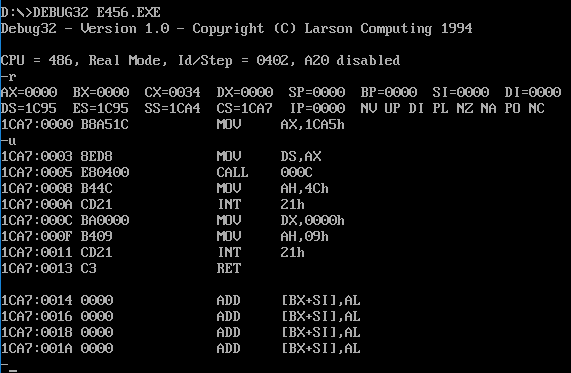 D:\>DEBUG32 E456.EXE
Debug32 - Version 1.0 - Copyright (C) Larson Computing 1994
CPU = 486, Real Mode, Id/Step = 0402, A20 disabled
-r
AX=0000 BX=0000 CX=0034 DX=0000 SP=0000 BP=0000 SI=0000 DI=0000
DS=1C95 ES=1C95 SS=1CA4 CS=1CA7 IP=0000 NV UP DI PL NZ NA PO NC
1CA7:0000 B8A51C MOV AX,1CA5h
-u
1CA7:0003 8ED8 MOV DS,AX
1CA7:0005 E80400 CALL 000C
1CA7:0008 B44C MOV AH,4Ch
1CA7:000A CD21 INT 21h
1CA7:000C BA0000 MOV DX,0000h
1CA7:000F B409 MOV AH,09h
1CA7:0011 CD21 INT 21h
1CA7:0013 C3 RET
1CA7:0014 0000 ADD [BX+SI],AL
1CA7:0016 0000 ADD [BX+SI],AL
1CA7:0018 0000 ADD [BX+SI],AL
1CA7:001A 0000 ADD [BX+SI],AL
-_